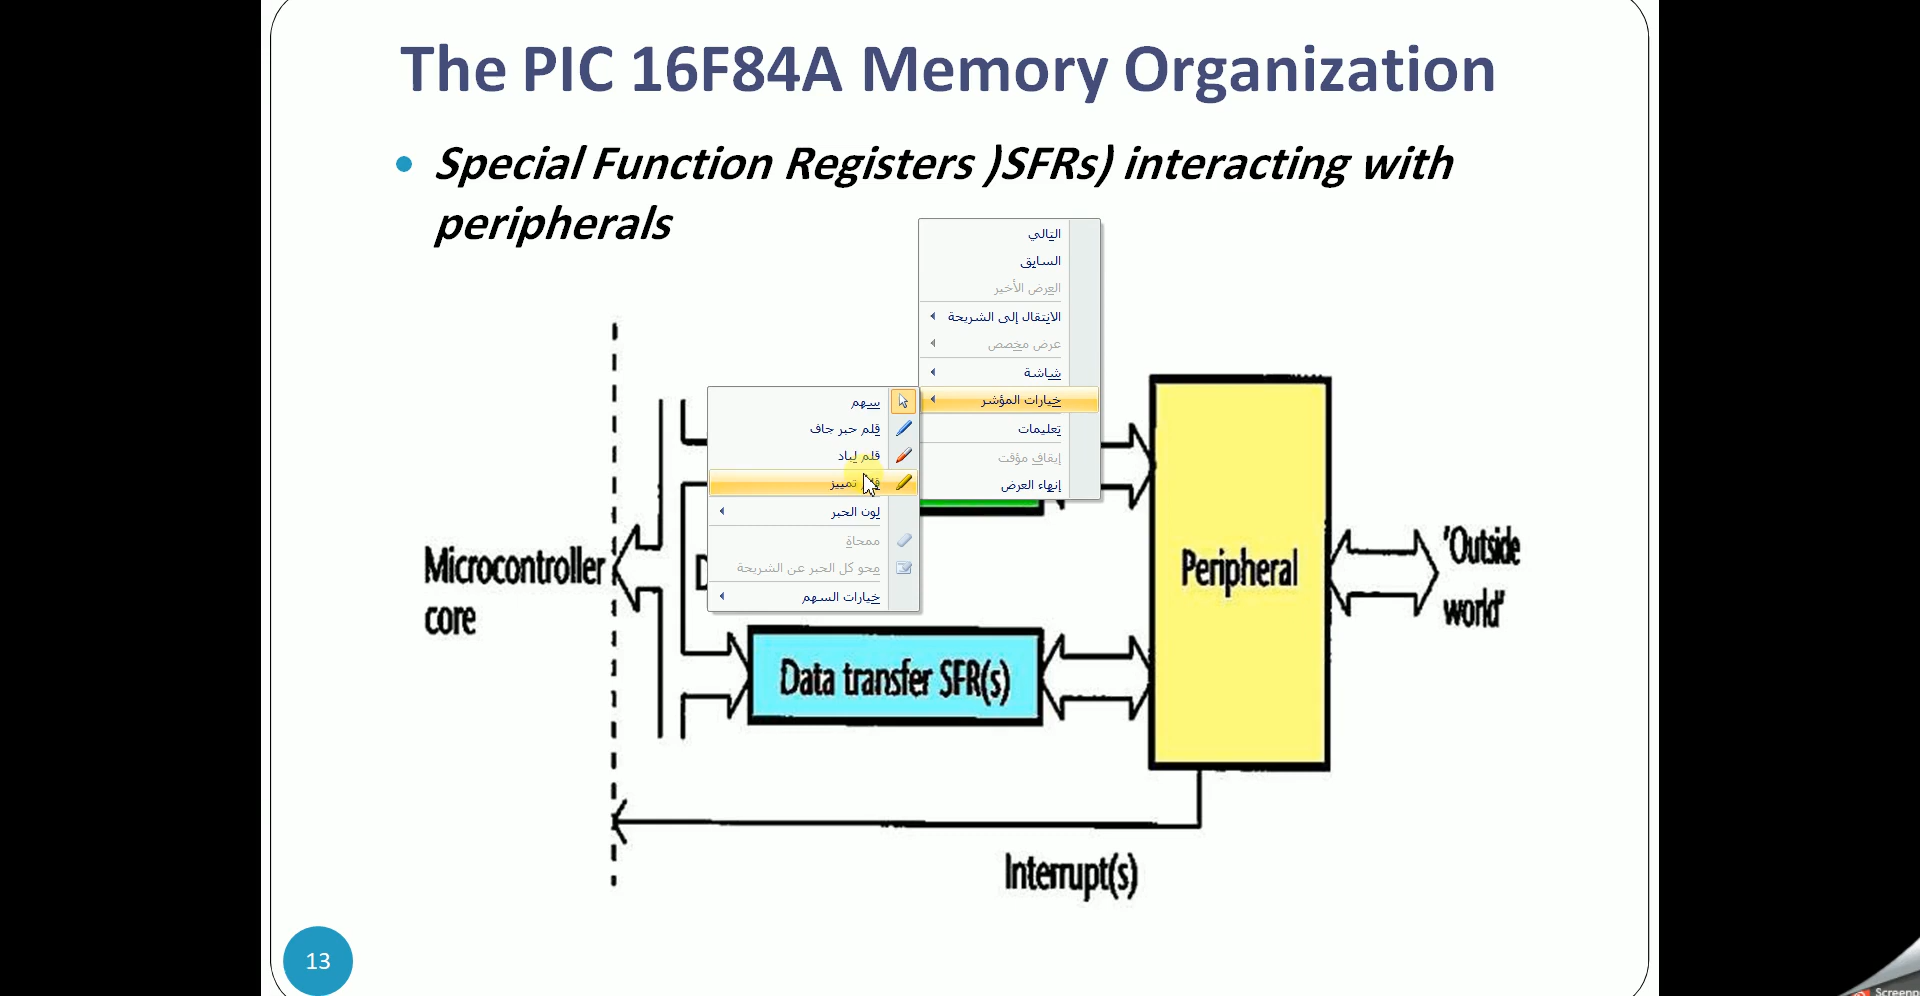 The PIC 16F84A Memory Organization
Special Function Registers )SFRs) interacting with
peripherals
التالي
السابق
العرض الأخير
الانتقال إلى الشريحة
عرض مخصص
شاشة
خيارات المؤشر
تعليمات
إيقاف مؤقت
إنهاء العرض
سهم
قلم حبر جاف
قلم لباد
قلم تمييز
لون الحبر
ممحاة
محو كل الحبر عن الشريحة
خيارات السهم
Microcontroller
core
Peripheral
'Outside
world'
Data transfer SFR(s)
Interrupt(s)
13